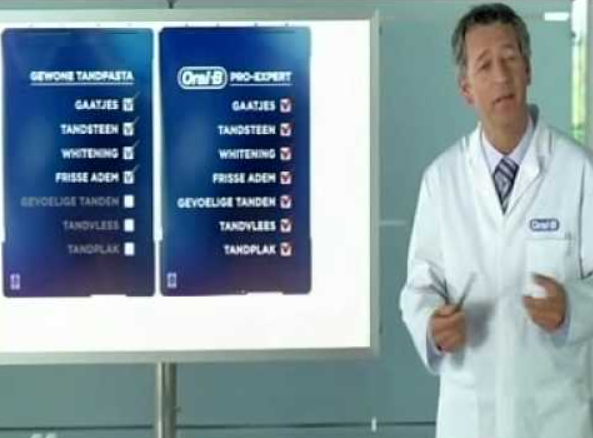 GEWONE TANDPASTA
GAATJES
TANDSTEEN
WHITENING
FRISSE ADEM
GEVOELIGE TANDEN
TANDVLEES
TANDPLAK
Oral-B PRO-EXPERT
GAATJES
TANDSTEEN
WHITENING
FRISSE ADEM
GEVOELIGE TANDEN
TANDVLEES
TANDPLAK
Oral-B